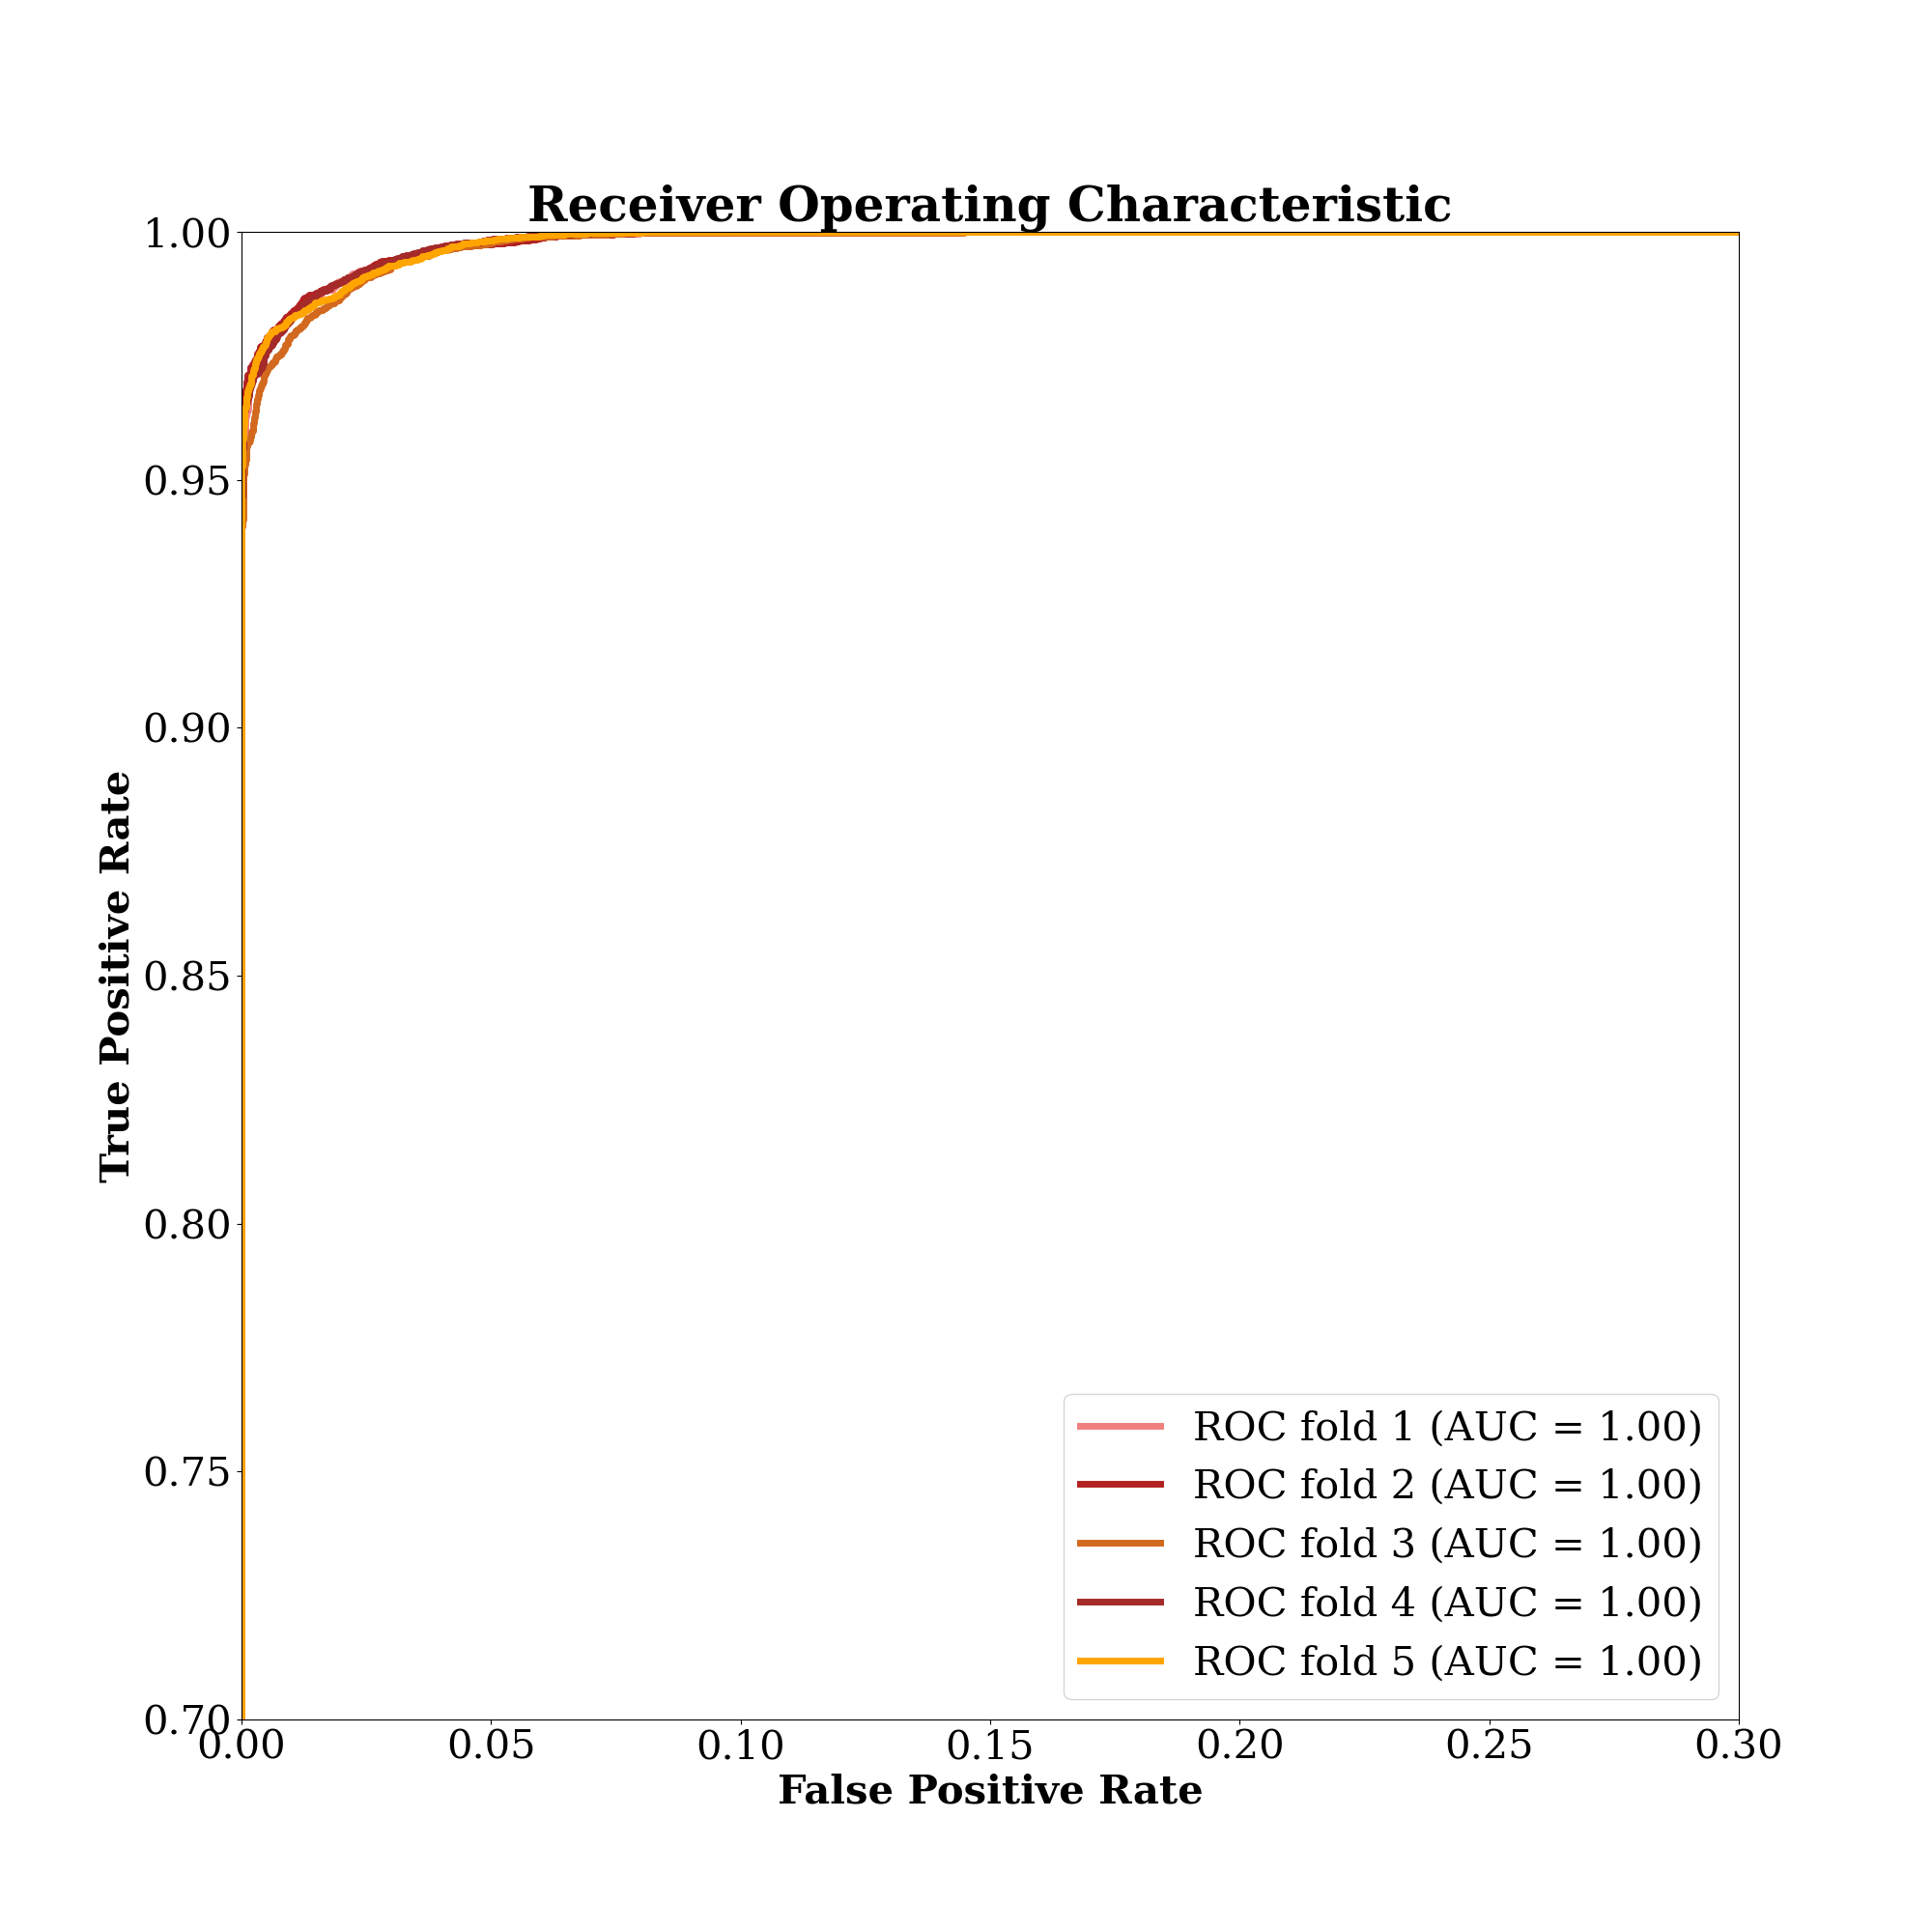 Receiver Operating Characteristic
1.00
0.95
0.90
0.85
0.80
0.75
0.70
True Positive Rate
ROC fold 1 (AUC = 1.00)
ROC fold 2 (AUC = 1.00)
ROC fold 3 (AUC = 1.00)
ROC fold 4 (AUC = 1.00)
ROC fold 5 (AUC = 1.00)
0.00 0.05 0.10 0.15 0.20 0.25 0.30
False Positive Rate